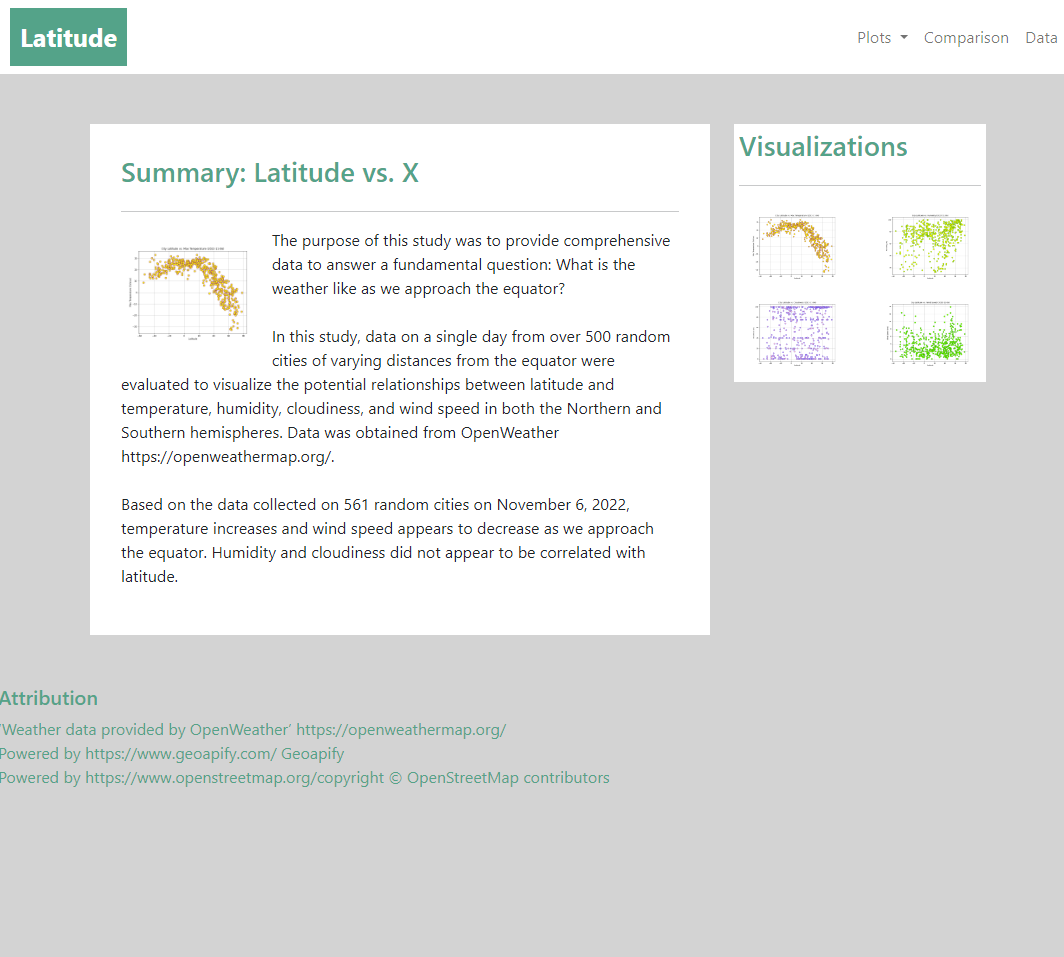 Latitude
Plots Comparison Data
Summary: Latitude vs. X
The purpose of this study was to provide comprehensive
data to answer a fundamental question: What is the
weather like as we approach the equator?
In this study, data on a single day from over 500 random
cities of varying distances from the equator were
evaluated to visualize the potential relationships between latitude and
temperature, humidity, cloudiness, and wind speed in both the Northern and
Southern hemispheres. Data was obtained from OpenWeather
https://openweathermap.org/.
Based on the data collected on 561 random cities on November 6, 2022,
temperature increases and wind speed appears to decrease as we approach
the equator. Humidity and cloudiness did not appear to be correlated with
latitude.
Visualizations
Attribution
'Weather data provided by OpenWeather' https://openweathermap.org/
Powered by https://www.geoapify.com/ Geoapify
Powered by https://www.openstreetmap.org/copyright © OpenStreetMap contributors